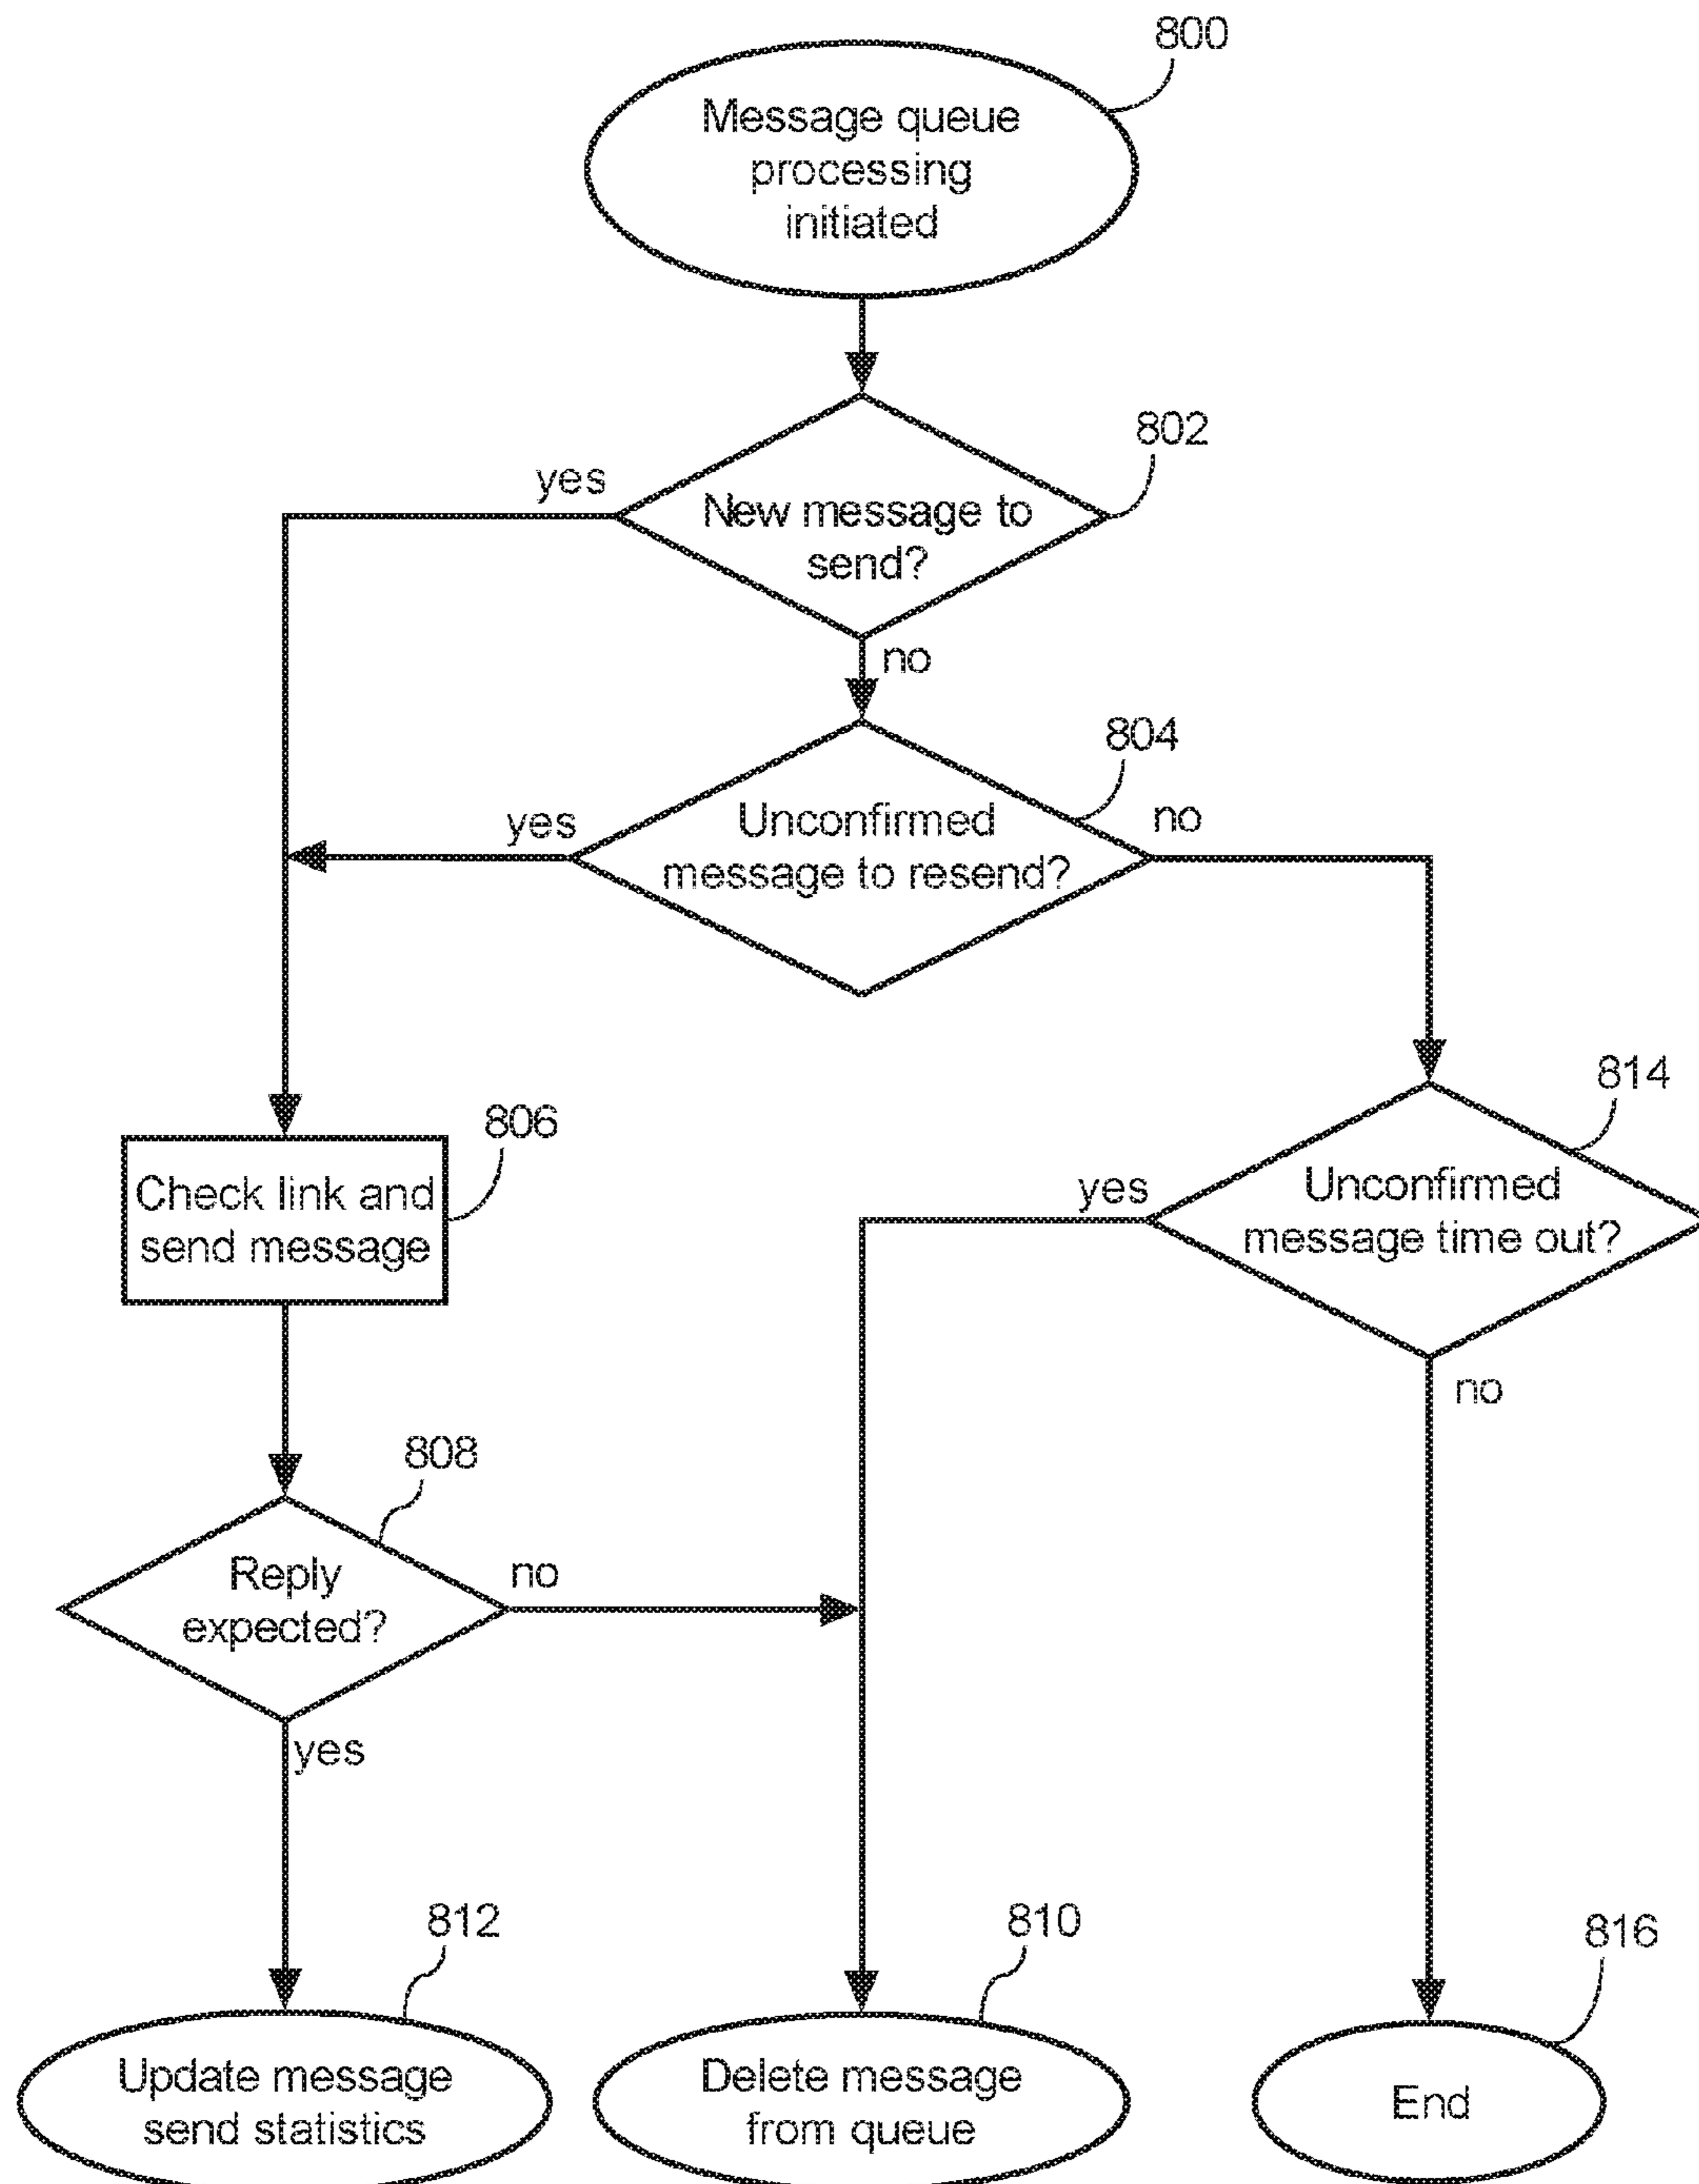 800
Message queue
processing
initiated
802
yes
New message to
send?
no
804
yes
Unconfirmed
message to resend?
no
814
806
Check link and
send message
yes
Unconfirmed
message time out?
no
808
Reply
expected?
no
yes
812
810
816
Update message
send statistics
Delete message
from queue
End